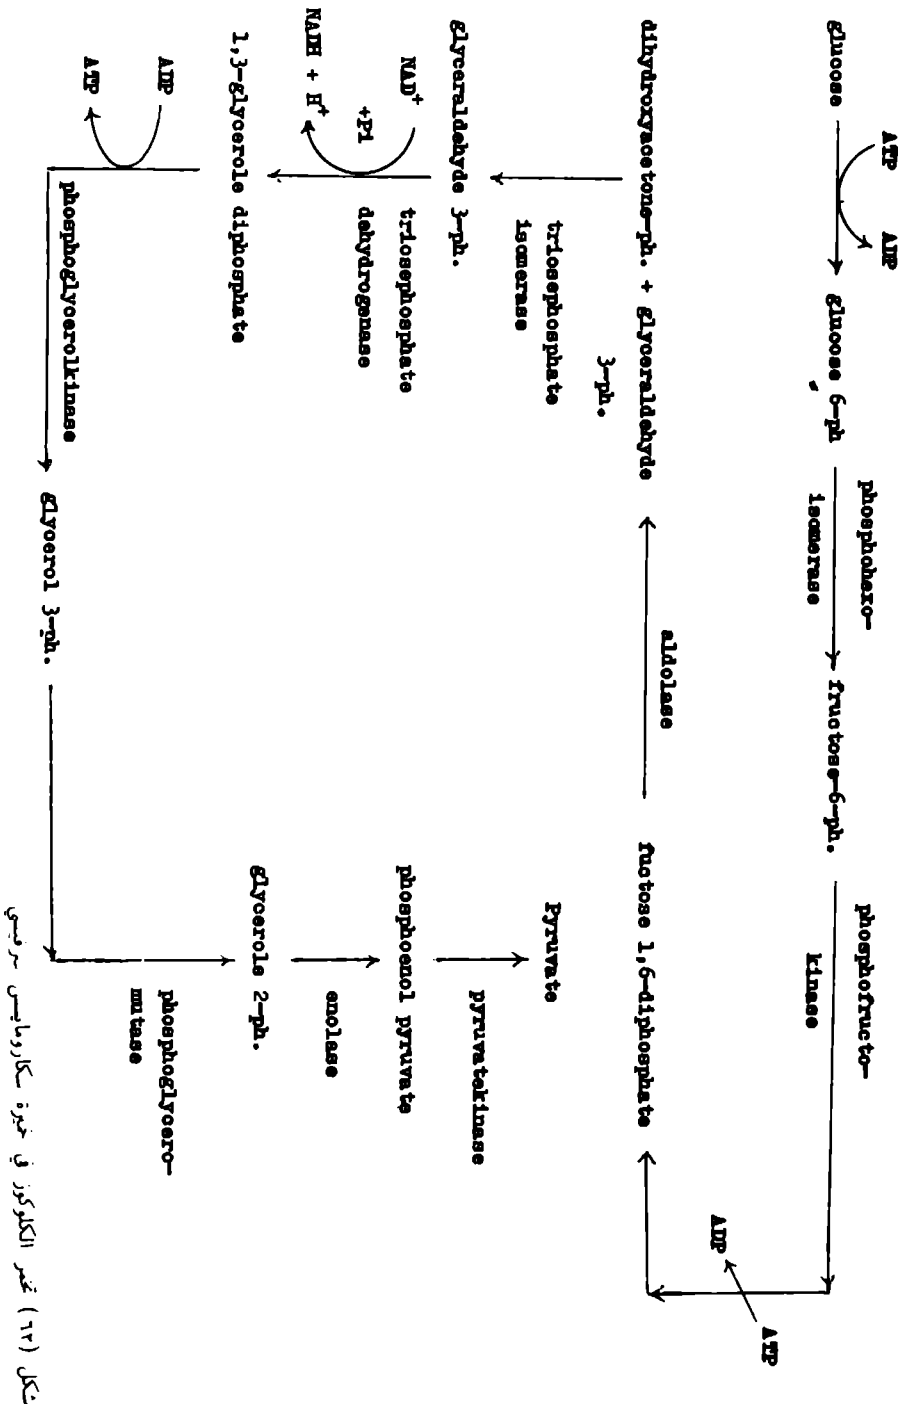 ATP
ADP
glucose
glucose 6-ph
phosphohexo-
isomerase
fructose-6-ph.
phosphofructo-
kinase
ATP
ADP
fuctose 1,6-diphosphate
aldolase
dihydroxyacetone-ph. + glyceraldehyde
3-ph.
triosephosphate
isomerase
glyceraldehyde 3-ph.
NAD+
+Pi
NADH + H+
triosephosphate
dehydrogenase
1,3-glycerole diphosphate
ADP
ATP
phosphoglycerolkinase
glycerol 3-ph.
phosphoglycero-
mutase
glycerole 2-ph.
enolase
phosphoenol pyruvate
pyruvatekinase
Pyruvate
شكل (٦٢) تخمر الكلوكوز في خميرة سكارومايس سرفيسي